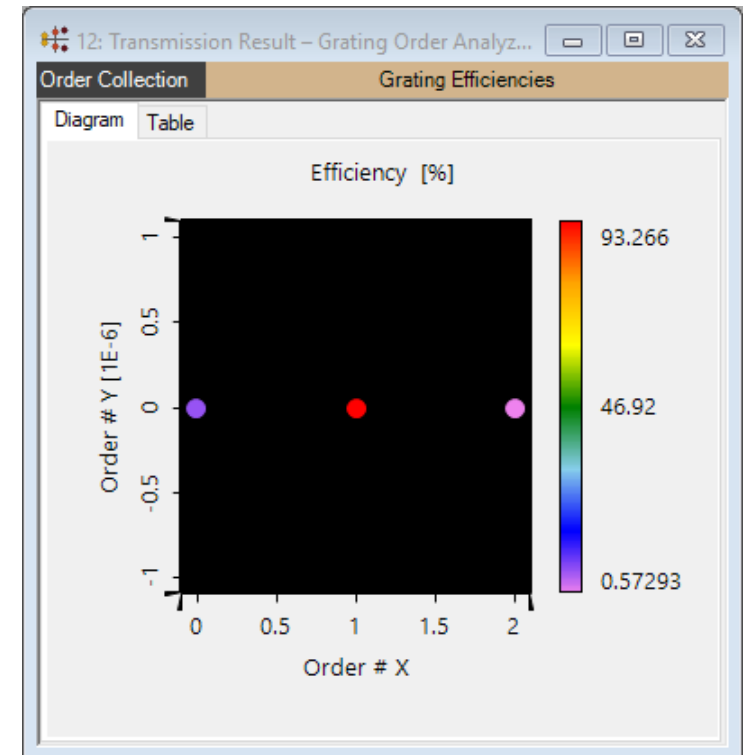 12: Transmission Result – Grating Order Analyz...
Order Collection Grating Efficiencies
Diagram Table
Efficiency [%]
1
0.5
0
-0.5
-1
Order # Y [1E-6]
93.266
46.92
0.57293
0 0.5 1 1.5 2
Order # X